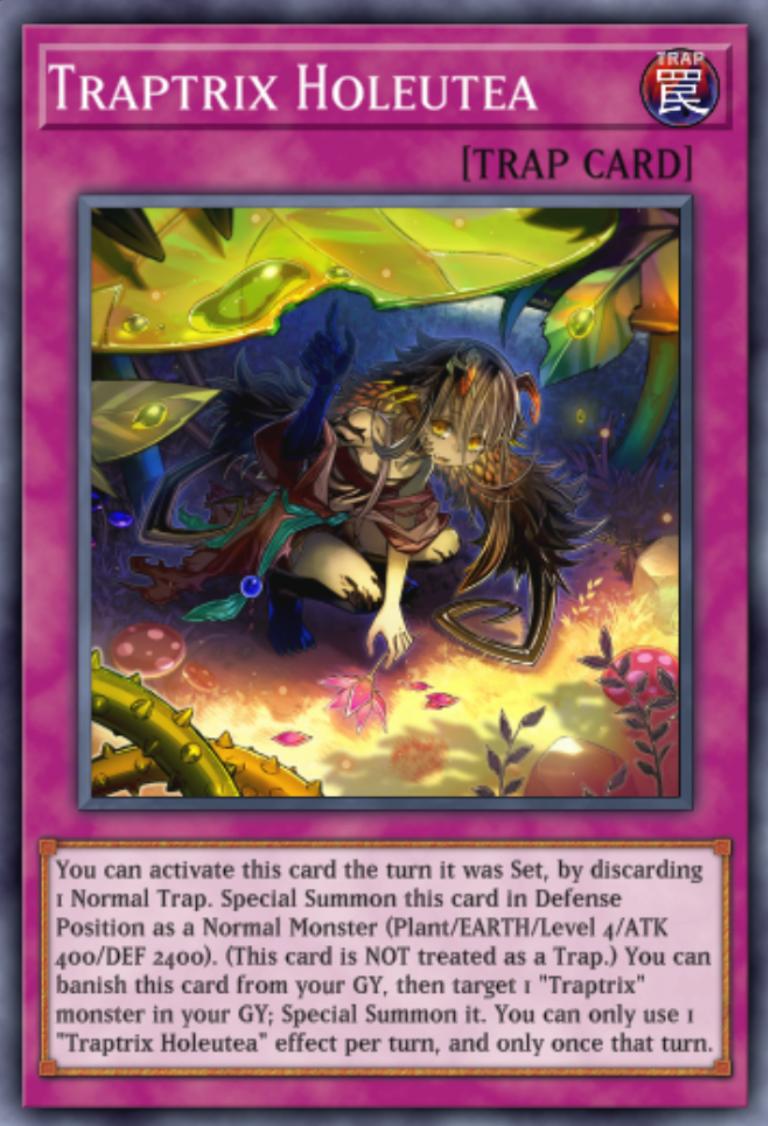 TRAPTRIX HOLEUTEA
TRAP
罠
[TRAP CARD]
You can activate this card the turn it was Set, by discarding
1 Normal Trap. Special Summon this card in Defense
Position as a Normal Monster (Plant/EARTH/Level 4/ATK
400/DEF 2400). (This card is NOT treated as a Trap.) You can
banish this card from your GY, then target 1 "Traptrix"
monster in your GY; Special Summon it. You can only use 1
"Traptrix Holeutea" effect per turn, and only once that turn.